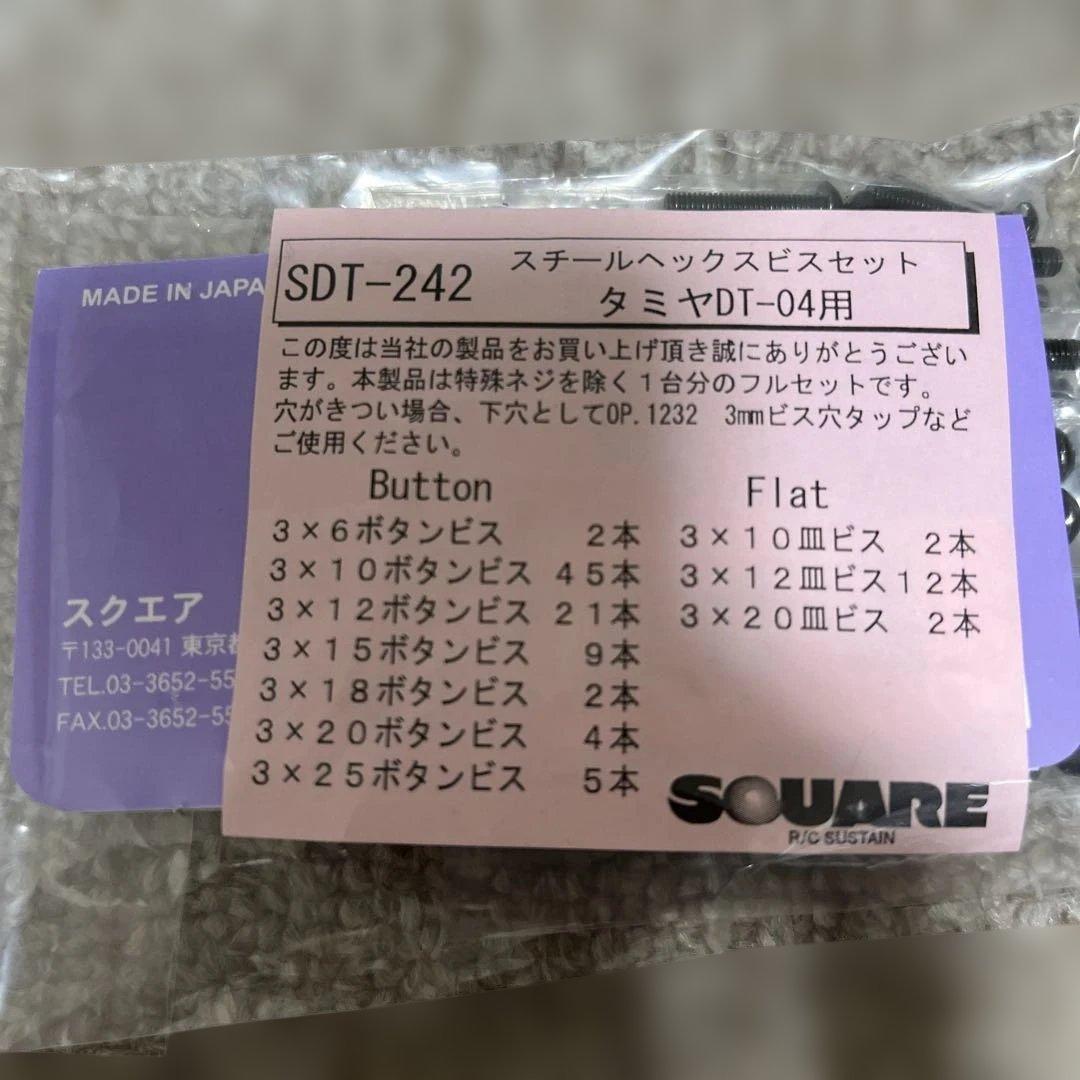 MADE IN JAPA
SDT-242
スチールヘックスビスセット
タミヤDT-04用
この度は当社の製品をお買い上げ頂き誠にありがとうござい
ます。本製品は特殊ネジを除く1台分のフルセットです。
穴がきつい場合、下穴としてOP.1232 3mmビス穴タップなど
ご使用ください。
Button
3×6ボタンビス 2本
3×10ボタンビス 45本
3×12ボタンビス 21本
3×15ボタンビス 9本
3×18ボタンビス 2本
3×20ボタンビス 4本
3×25ボタンビス 5本
Flat
3×10皿ビス 2本
3×12皿ビス12本
3×20皿ビス 2本
SQUARE
R/C SUSTAIN
スクエア
〒133-0041 東京都
TEL.03-3652-55
FAX.03-3652-55